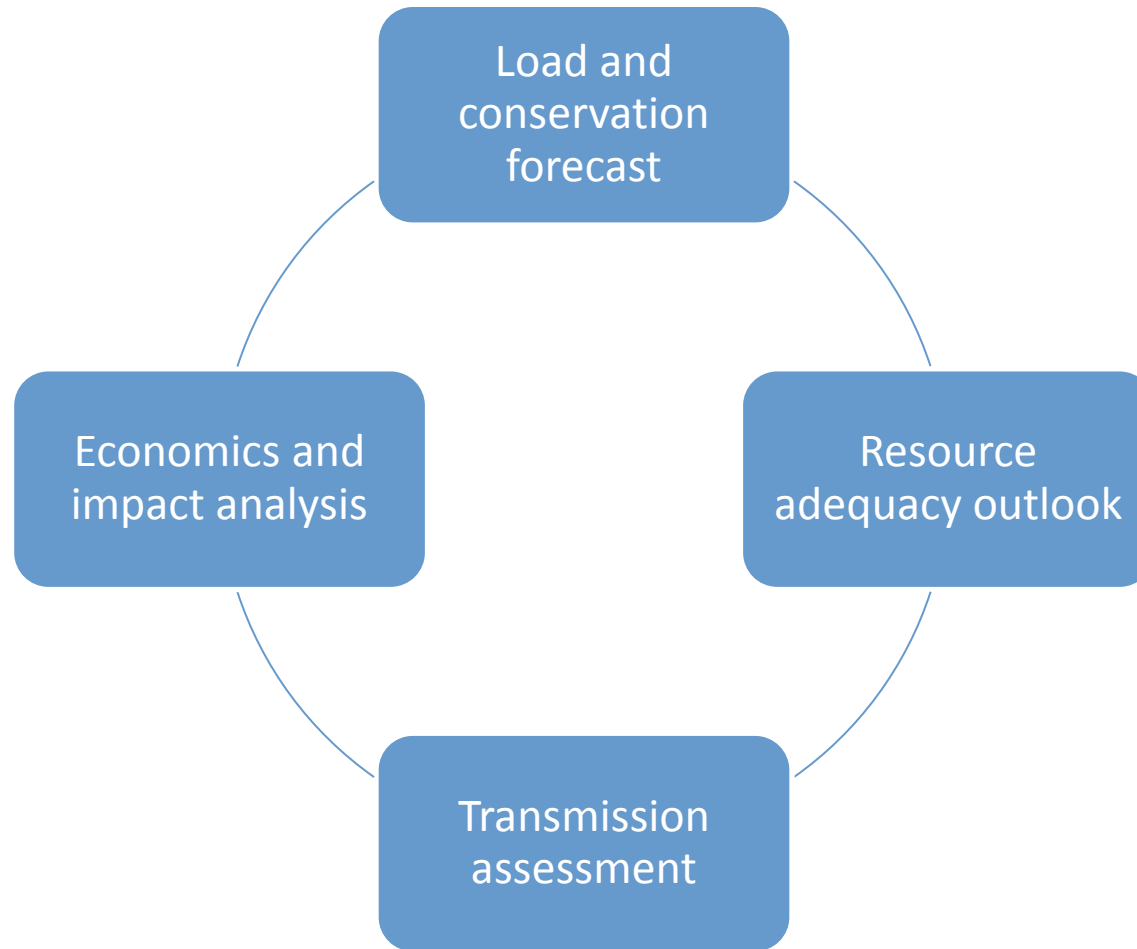 Load and
conservation
forecast
Economics and
impact analysis
Resource
adequacy outlook
Transmission
assessment